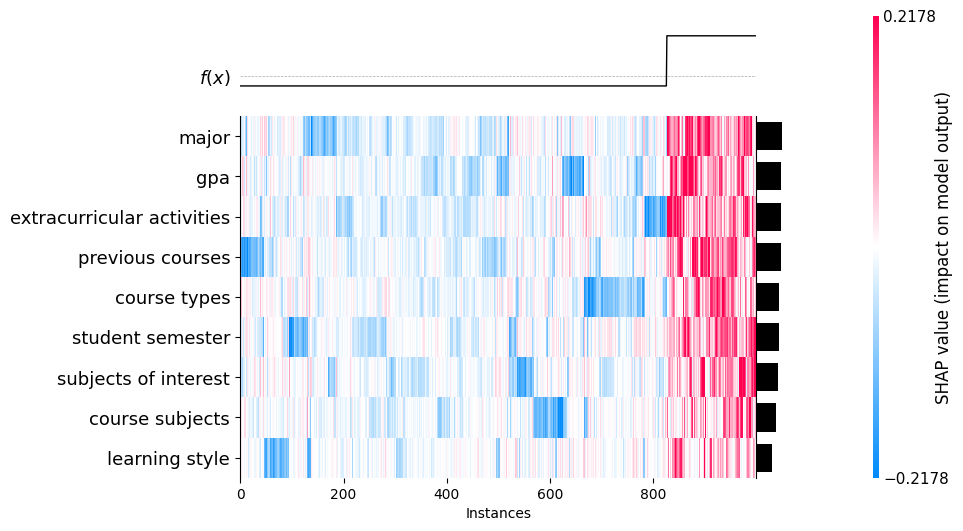 0.2178
f(x)
major
gpa
extracurricular activities
previous courses
course types
student semester
subjects of interest
course subjects
learning style
0 200 400 600 800
Instances
SHAP value (impact on model output)
−0.2178